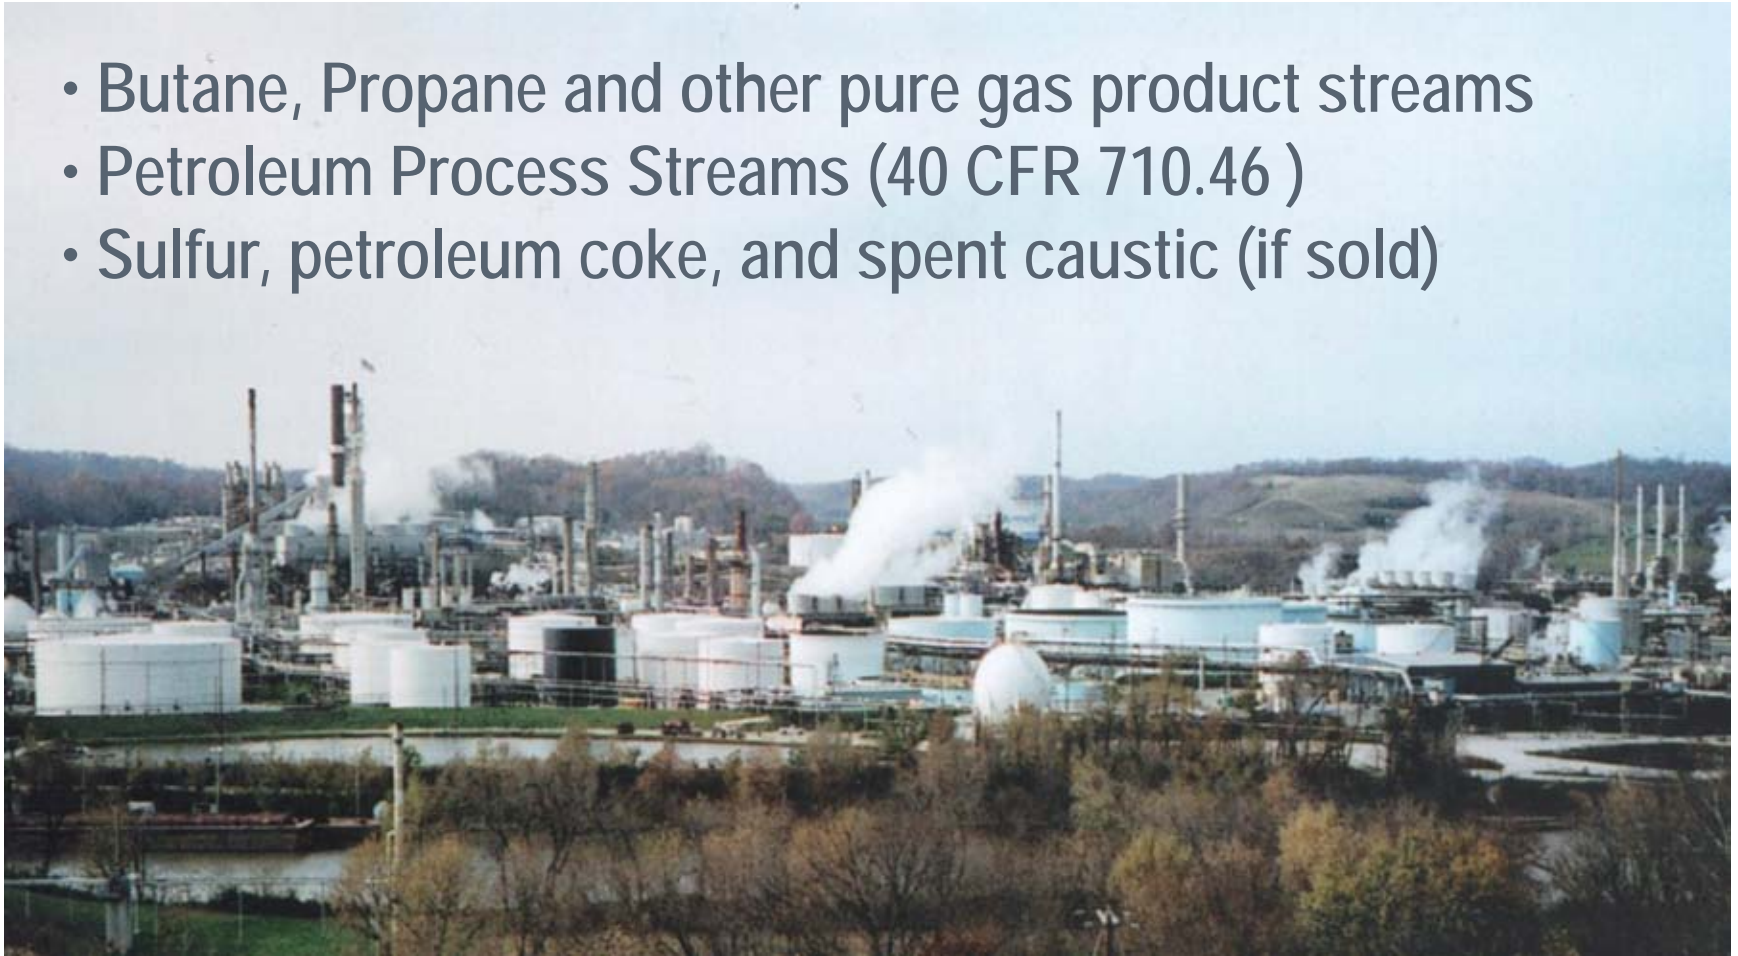 • Butane, Propane and other pure gas product streams
• Petroleum Process Streams (40 CFR 710.46 )
• Sulfur, petroleum coke, and spent caustic (if sold)